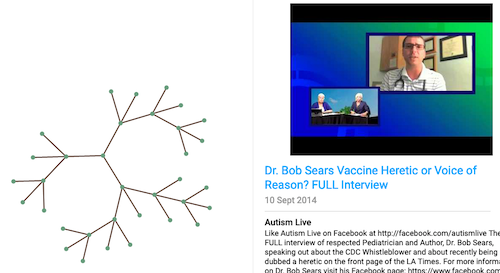 Dr. Bob Sears Vaccine Heretic or Voice of
Reason? FULL Interview
10 Sept 2014
Autism Live
Like Autism Live on Facebook at http://facebook.com/autismlive The
FULL interview of respected Pediatrician and Author, Dr. Bob Sears,
speaking out about the CDC Whistleblower and about recently being
dubbed a heretic on the front page of the LA Times. For more inform
on Dr. Bob Sears visit his Facebook page: https://www.facebook.com